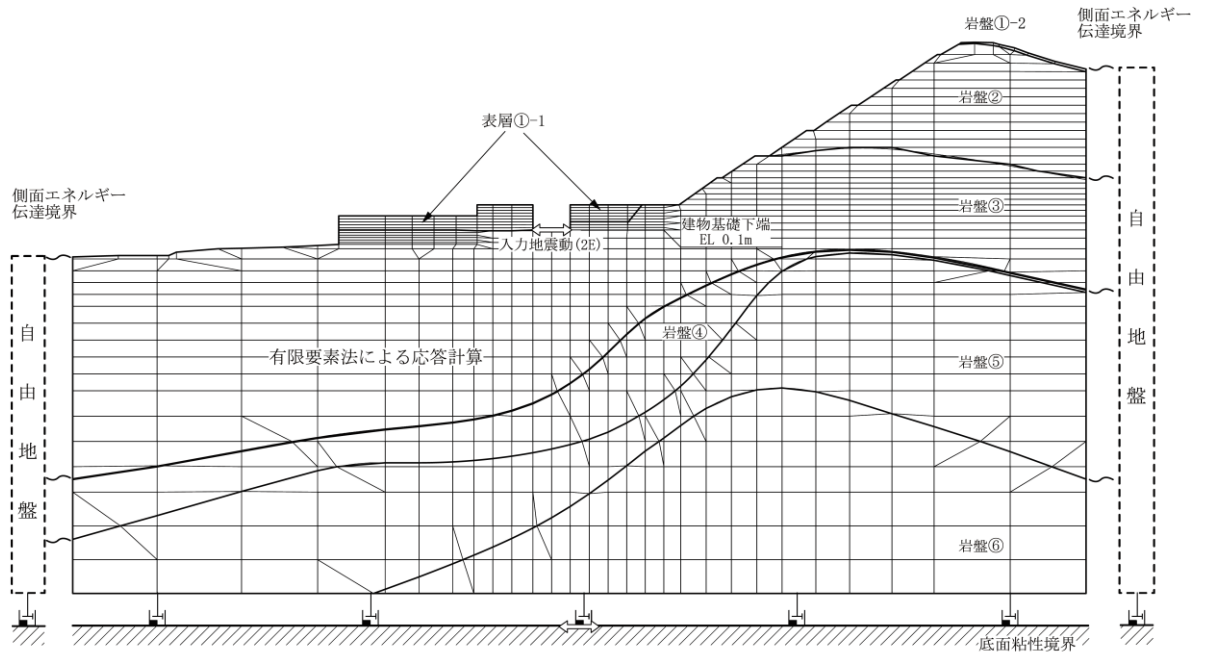 岩盤①-2
側面エネルギー
伝達境界
岩盤②
表層①-1
側面エネルギー
伝達境界
岩盤③
建物基礎下端
EL 0.1m
入力地震動(2E)
自由地盤
岩盤④
有限要素法による応答計算
岩盤⑤
自由地盤
岩盤⑥
底面粘性境界